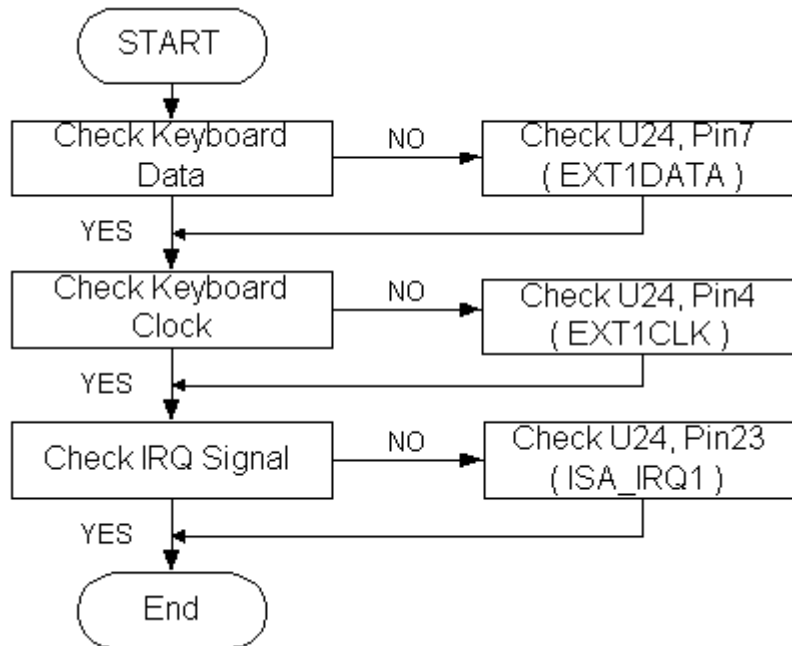 START
Check Keyboard
Data
NO
Check U24, Pin7
( EXT1DATA )
YES
Check Keyboard
Clock
NO
Check U24, Pin4
( EXT1CLK )
YES
Check IRQ Signal
NO
Check U24, Pin23
( ISA_IRQ1 )
YES
End